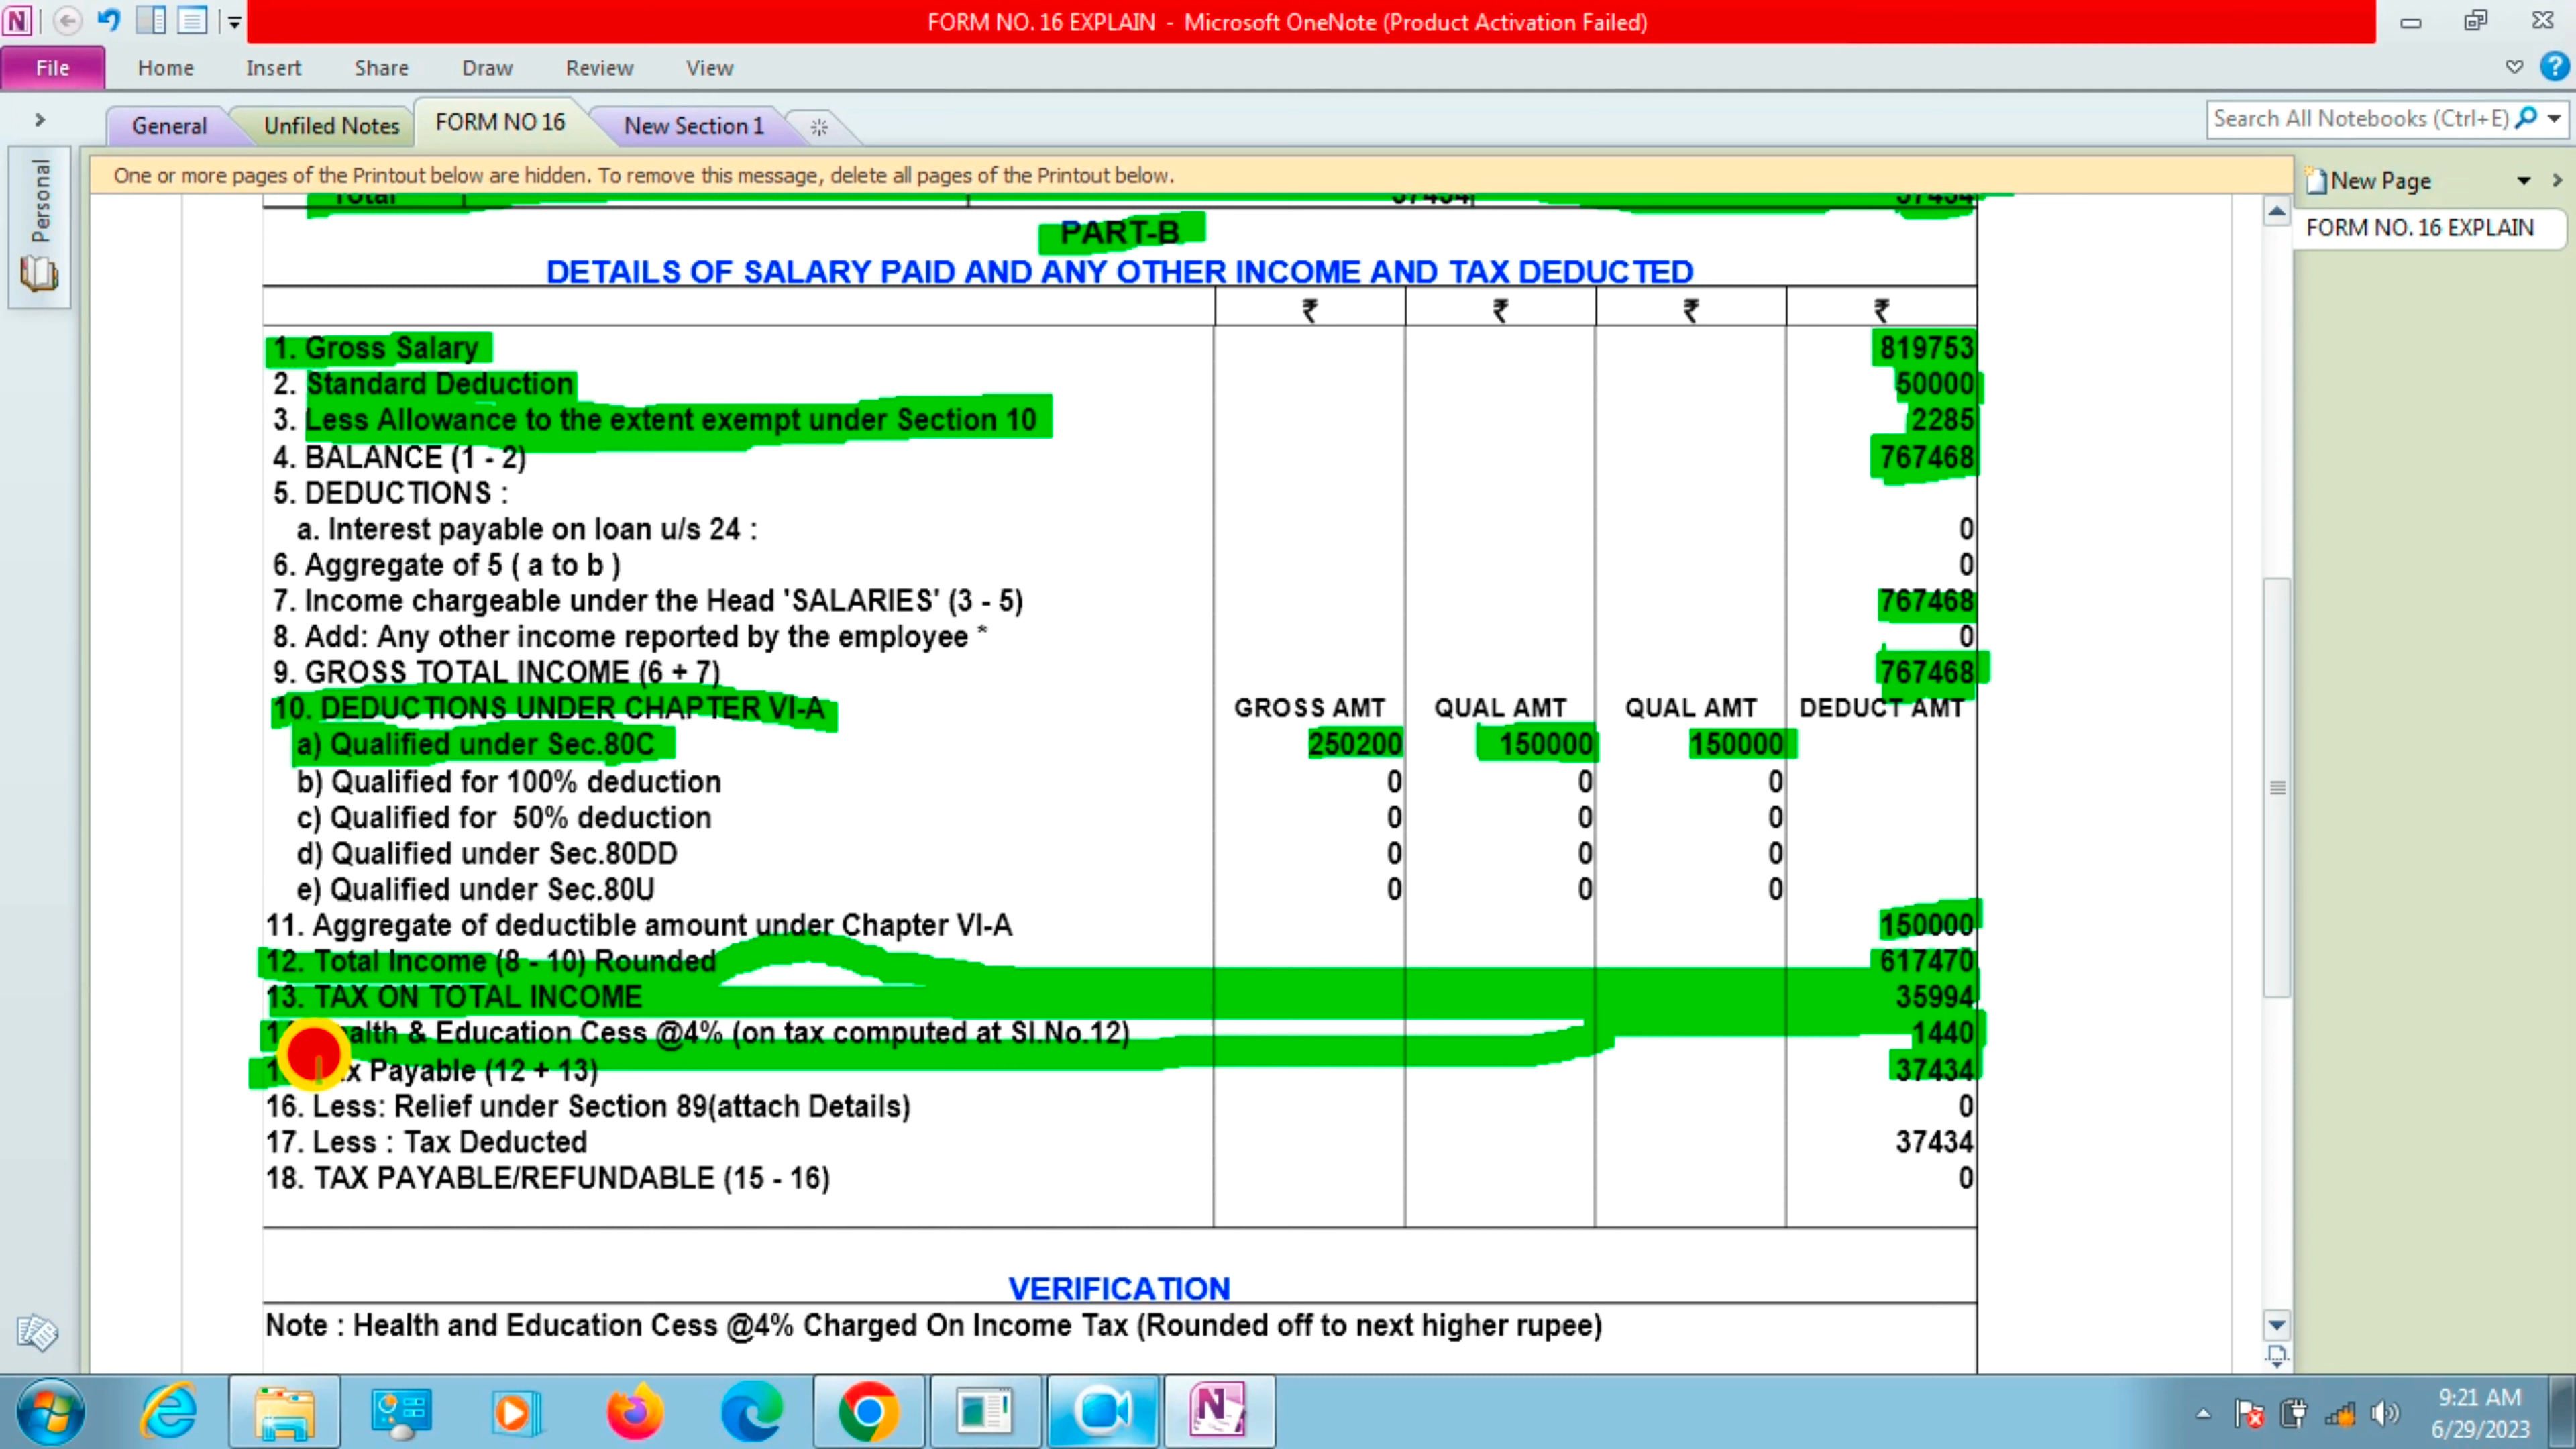 FORM NO. 16 EXPLAIN - Microsoft OneNote (Product Activation Failed)
File Home Insert Share Draw Review View
General Unfiled Notes FORM NO 16 New Section 1
Search All Notebooks (Ctrl+E)
One or more pages of the Printout below are hidden. To remove this message, delete all pages of the Printout below.
New Page
FORM NO. 16 EXPLAIN
Personal
Total 37434 37434
PART-B
DETAILS OF SALARY PAID AND ANY OTHER INCOME AND TAX DEDUCTED
₹ ₹ ₹ ₹
1. Gross Salary 819753
2. Standard Deduction 50000
3. Less Allowance to the extent exempt under Section 10 2285
4. BALANCE (1 - 2) 767468
5. DEDUCTIONS :
a. Interest payable on loan u/s 24 : 0
6. Aggregate of 5 ( a to b ) 0
7. Income chargeable under the Head 'SALARIES' (3 - 5) 767468
8. Add: Any other income reported by the employee * 0
9. GROSS TOTAL INCOME (6 + 7) 767468
10. DEDUCTIONS UNDER CHAPTER VI-A GROSS AMT QUAL AMT QUAL AMT DEDUCT AMT
a) Qualified under Sec.80C 250200 150000 150000
b) Qualified for 100% deduction 0 0 0
c) Qualified for 50% deduction 0 0 0
d) Qualified under Sec.80DD 0 0 0
e) Qualified under Sec.80U 0 0 0
11. Aggregate of deductible amount under Chapter VI-A 150000
12. Total Income (8 - 10) Rounded 617470
13. TAX ON TOTAL INCOME 35994
& Education Cess @4% (on tax computed at SI.No.12) 1440
Payable (12 + 13) 37434
16. Less: Relief under Section 89(attach Details) 0
17. Less : Tax Deducted 37434
18. TAX PAYABLE/REFUNDABLE (15 - 16) 0
VERIFICATION
Note : Health and Education Cess @4% Charged On Income Tax (Rounded off to next higher rupee)
9:21 AM
6/29/2023